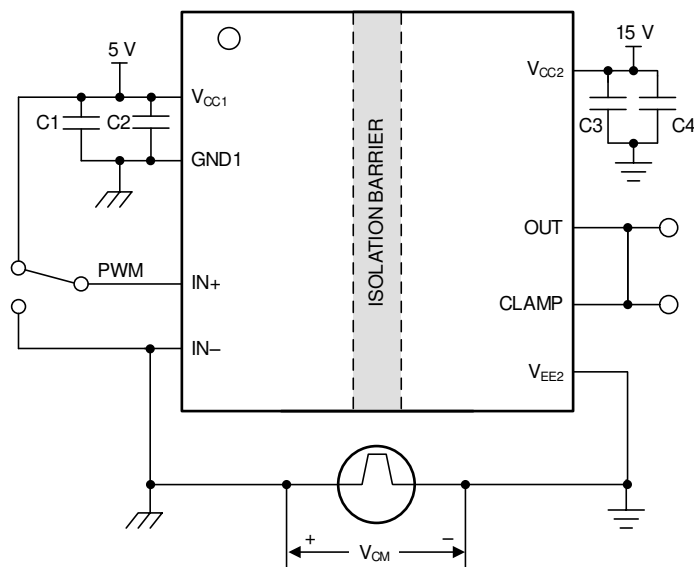 5 V
15 V
VCC1
VCC2
C1
C2
C3
C4
GND1
ISOLATION BARRIER
OUT
PWM
IN+
CLAMP
IN–
VEE2
+
VCM
–